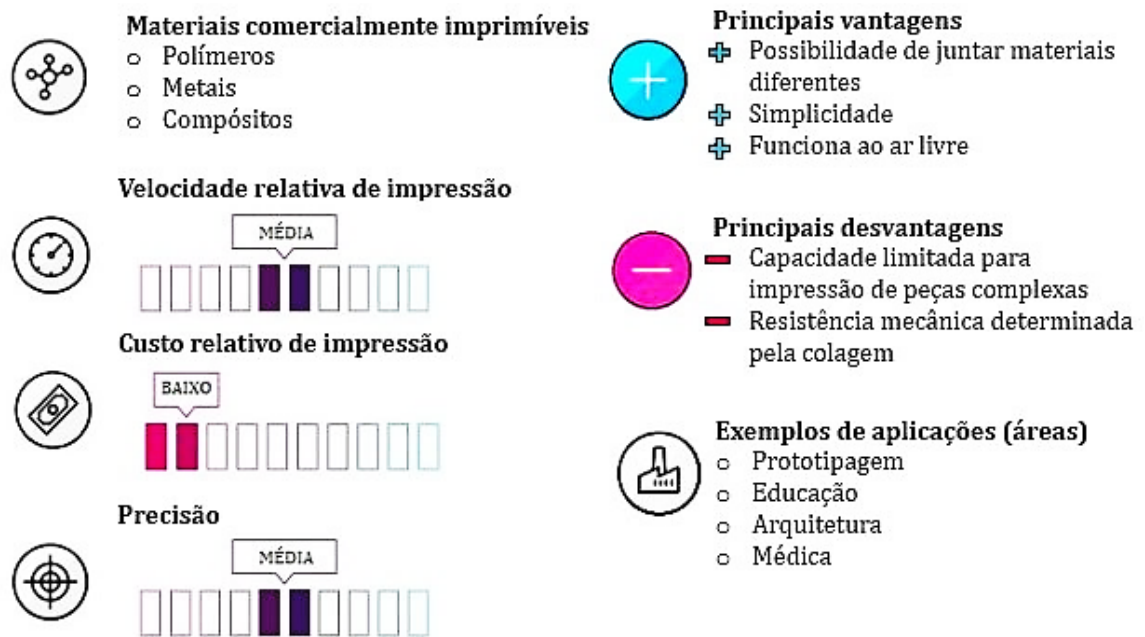 Materiais comercialmente imprimíveis
o Polímeros
o Metais
o Compósitos
Velocidade relativa de impressão
MÉDIA
Custo relativo de impressão
BAIXO
Precisão
MÉDIA
Principais vantagens
Possibilidade de juntar materiais
diferentes
Simplicidade
Funciona ao ar livre
Principais desvantagens
Capacidade limitada para
impressão de peças complexas
Resistência mecânica determinada
pela colagem
Exemplos de aplicações (áreas)
o Prototipagem
o Educação
o Arquitetura
o Médica